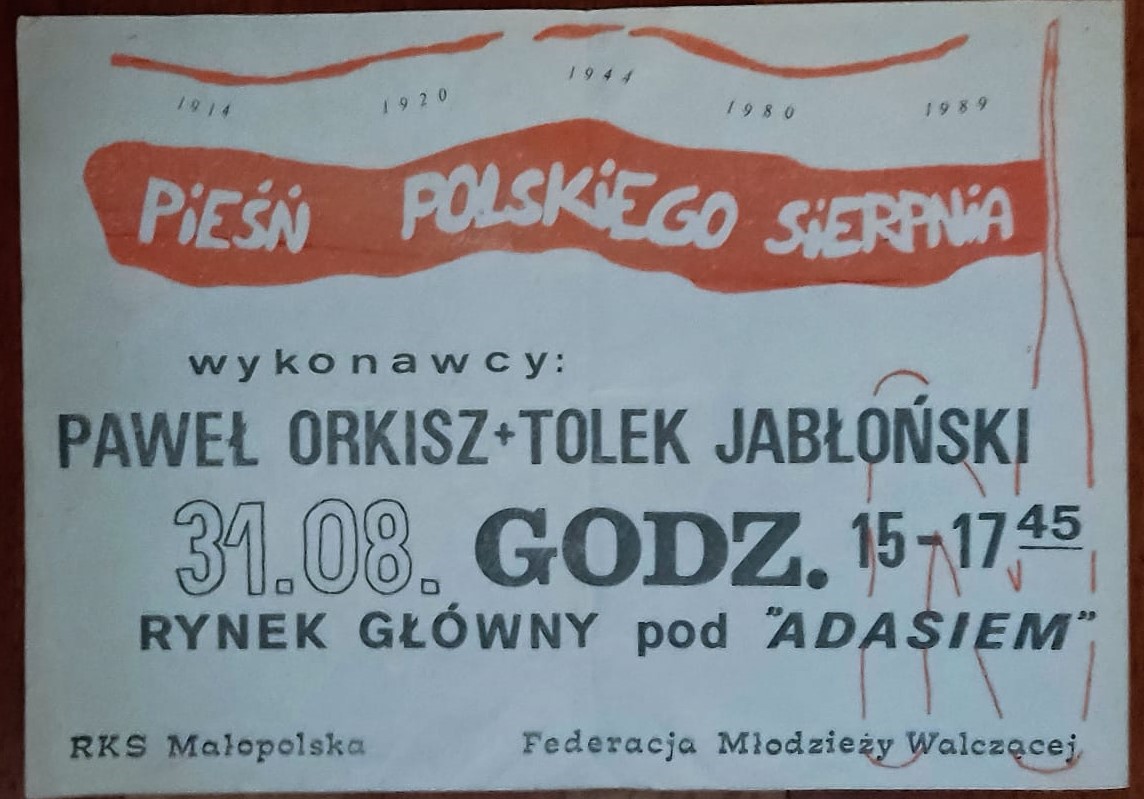 1914 1920 1944 1980 1989
PiEŚŃ POLSKiEGO SiERPNiA
wykonawcy:
PAWEŁ ORKISZ+TOLEK JABŁOŃSKI
31.08. GODZ. 15-17 45
RYNEK GŁÓWNY pod "ADASIEM"
RKS Małopolska Federacja Młodzieży Walczącej